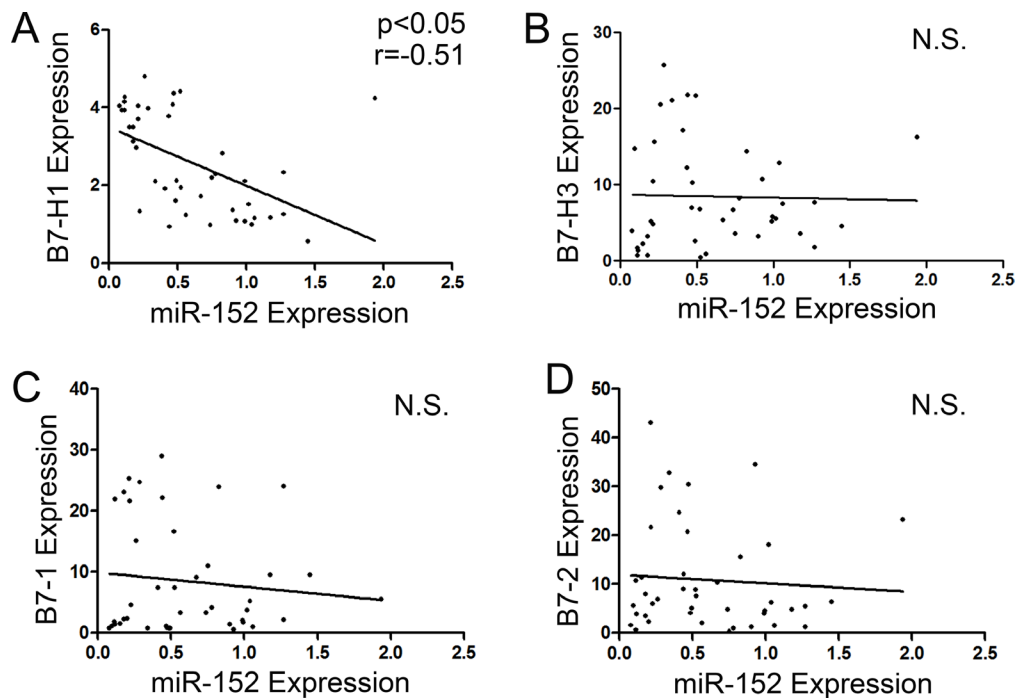 A
p<0.05
r=-0.51
B7-H1 Expression
6
4
2
0
0.0 0.5 1.0 1.5 2.0 2.5
miR-152 Expression
B
N.S.
B7-H3 Expression
30
20
10
0
0.0 0.5 1.0 1.5 2.0 2.5
miR-152 Expression
C
N.S.
B7-1 Expression
40
30
20
10
0
0.0 0.5 1.0 1.5 2.0 2.5
miR-152 Expression
D
N.S.
B7-2 Expression
50
40
30
20
10
0
0.0 0.5 1.0 1.5 2.0 2.5
miR-152 Expression